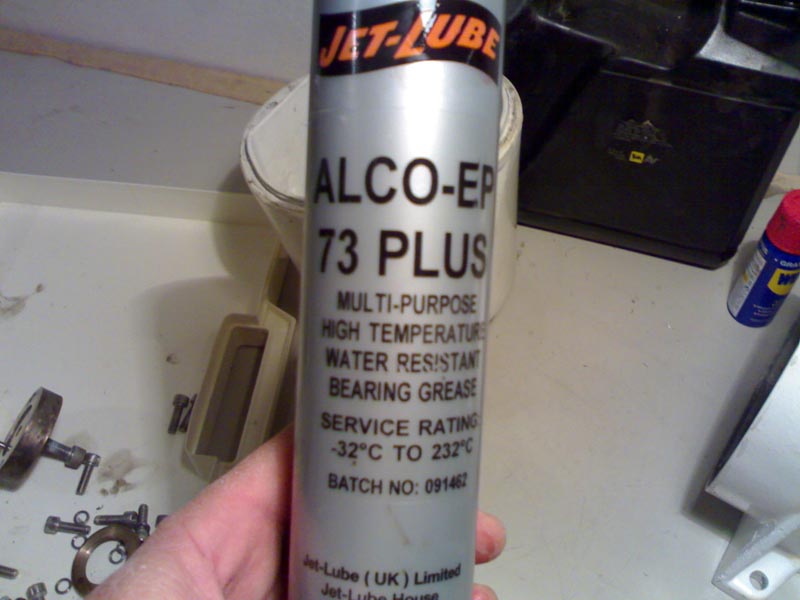 JET-LUBE
ALCO-EP
73 PLUS
MULTI-PURPOSE
HIGH TEMPERATURE
WATER RESISTANT
BEARING GREASE
SERVICE RATING:
-32°C TO 232°C
BATCH NO: 091462
Jet-Lube ( UK ) Limited
Jet-Lube House
WD